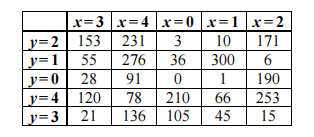 x=3 x=4 x=0 x=1 x=2
y=2 153 231 3 10 171
y=1 55 276 36 300 6
y=0 28 91 0 1 190
y=4 120 78 210 66 253
y=3 21 136 105 45 15